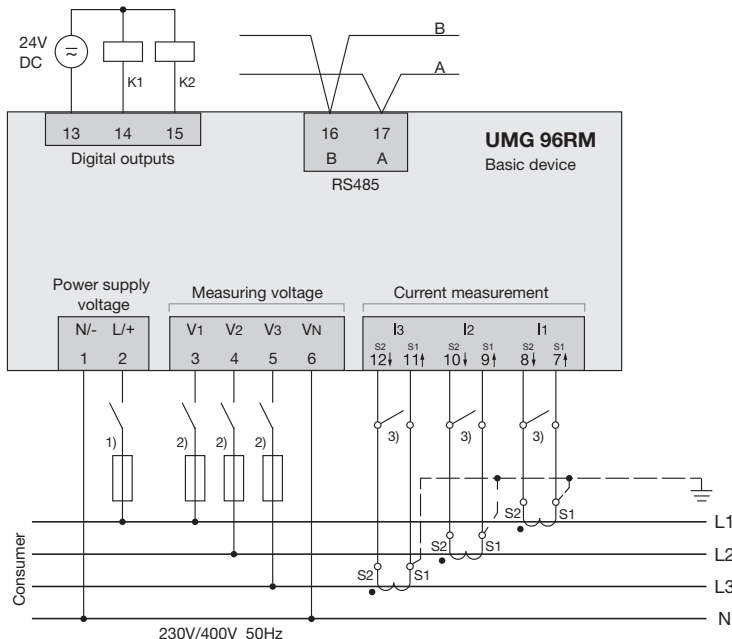 24V
DC
K1
K2
B
A
13 14 15
Digital outputs
16 17
B A
RS485
UMG 96RM
Basic device
Power supply
voltage
Measuring voltage
Current measurement
N/- L/+
1 2
V1 V2 V3 VN
3 4 5 6
I3 I2 I1
S2 S1 S2 S1 S2 S1
12 11 10 9 8 7
1) 2) 2) 2)
3) 3) 3)
Consumer
S2 S1
L1
S2 S1
L2
S2 S1
L3
N
230V/400V 50Hz